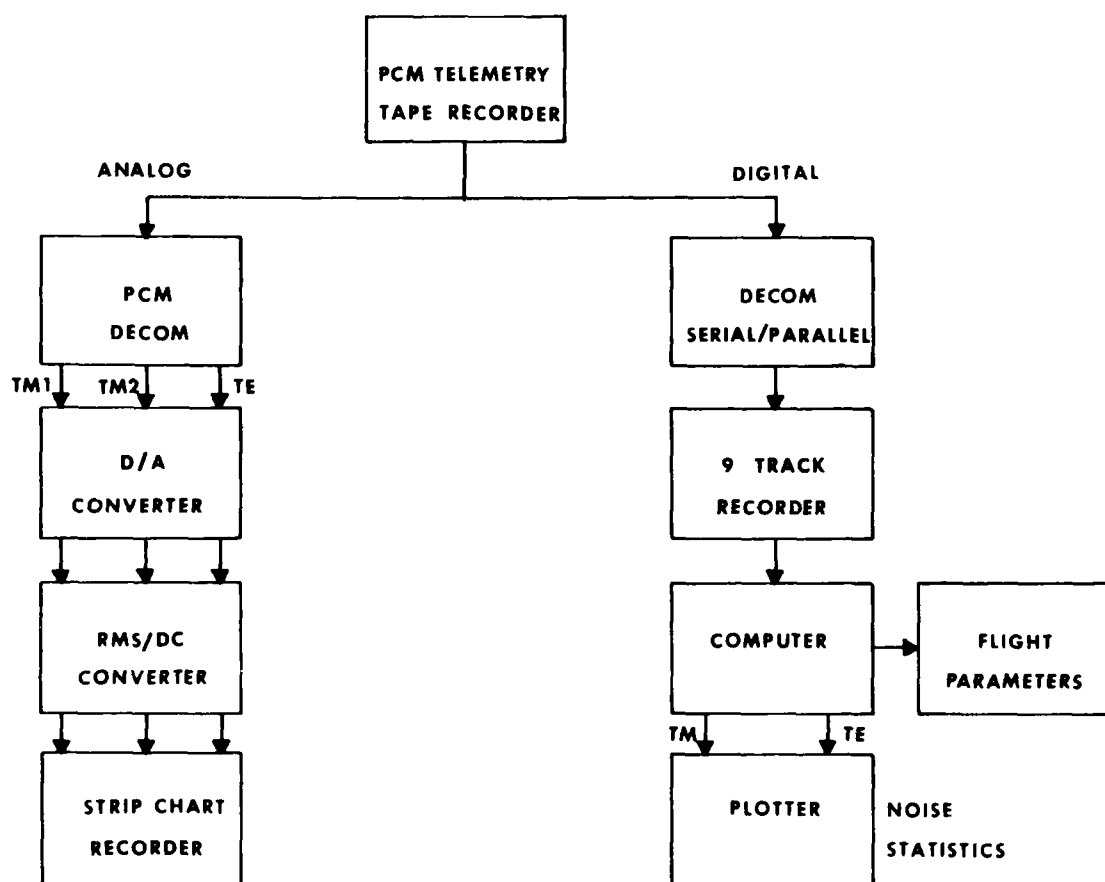 PCM TELEMETRY
TAPE RECORDER
ANALOG
DIGITAL
PCM
DECOM
DECOM
SERIAL/PARALLEL
TM1 TM2 TE
D/A
CONVERTER
9 TRACK
RECORDER
RMS/DC
CONVERTER
COMPUTER
FLIGHT
PARAMETERS
TM TE
STRIP CHART
RECORDER
PLOTTER
NOISE
STATISTICS